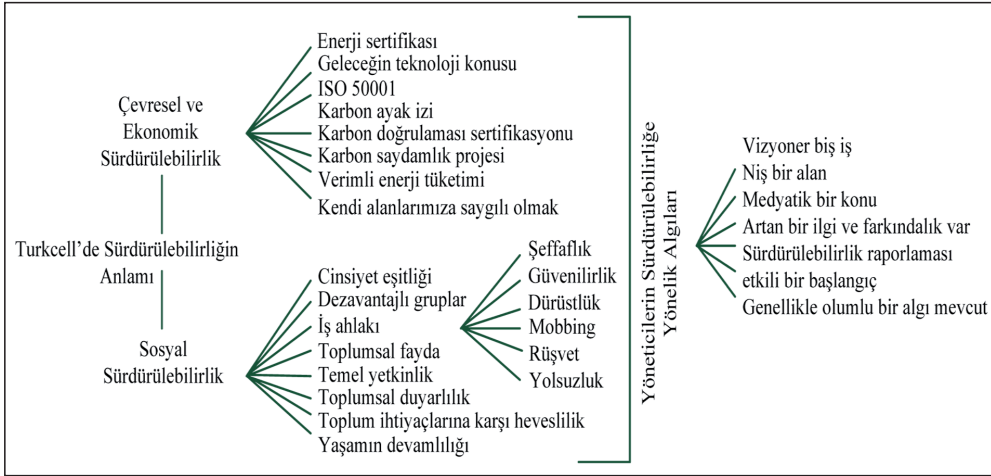 Çevresel ve
Ekonomik
Sürdürülebilirlik
Turkcell'de Sürdürülebilirliğin
Anlamı
Sosyal
Sürdürülebilirlik
Enerji sertifikası
Geleceğin teknoloji konusu
ISO 50001
Karbon ayak izi
Karbon doğrulaması sertifikasyonu
Karbon saydamlık projesi
Verimli enerji tüketimi
Kendi alanlarımıza saygılı olmak
Cinsiyet eşitliği
Dezavantajlı gruplar
İş ahlakı
Toplumsal fayda
Temel yetkinlik
Toplumsal duyarlılık
Toplum ihtiyaçlarına karşı heveslilik
Yaşamın devamlılığı
Şeffaflık
Güvenilirlik
Dürüstlük
Mobbing
Rüşvet
Yolsuzluk
Yöneticilerin Sürdürülebilirliğe
Yönelik Algıları
Vizyoner biş iş
Niş bir alan
Medyatik bir konu
Artan bir ilgi ve farkındalık var
Sürdürülebilirlik raporlaması
etkili bir başlangıç
Genellikle olumlu bir algı mevcut